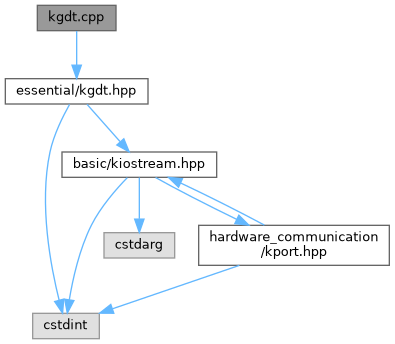 kgdt.cpp
essential/kgdt.hpp
basic/kiostream.hpp
cstdarg
hardware_communication
/kport.hpp
cstdint